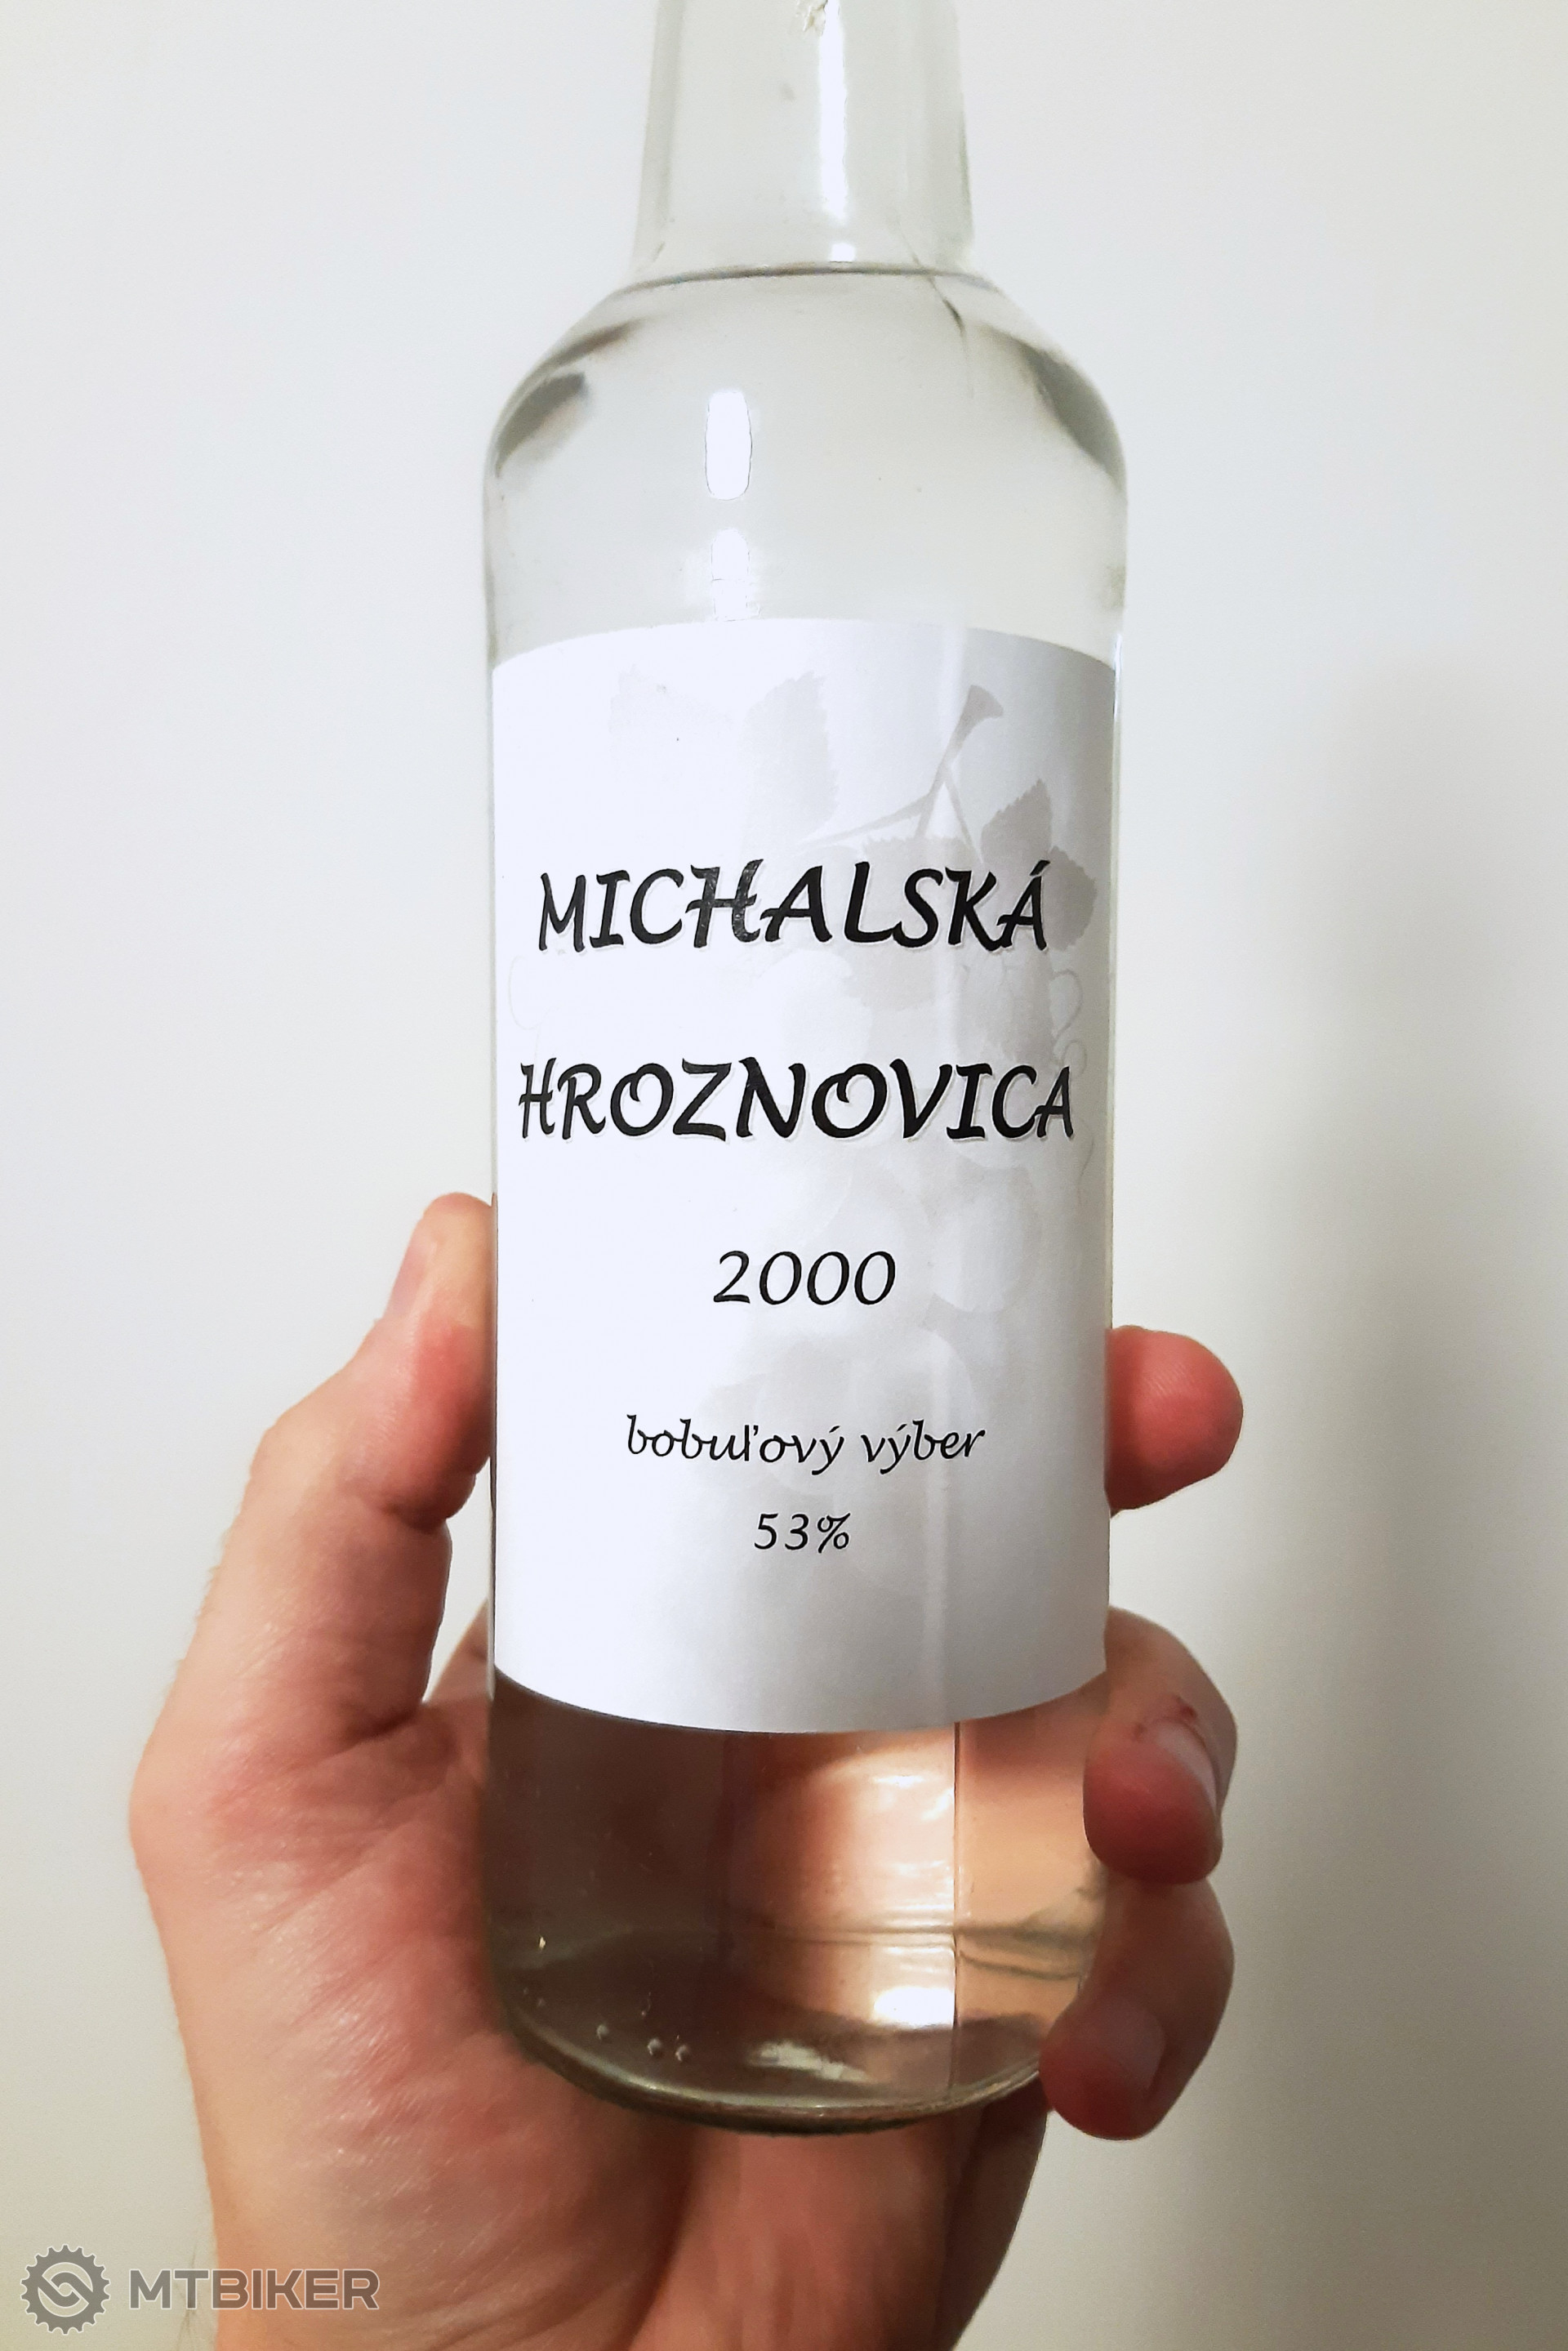 MICHALSKÁ
HROZNOVICA
2000
bobuľový výber
53%
MTBIKER